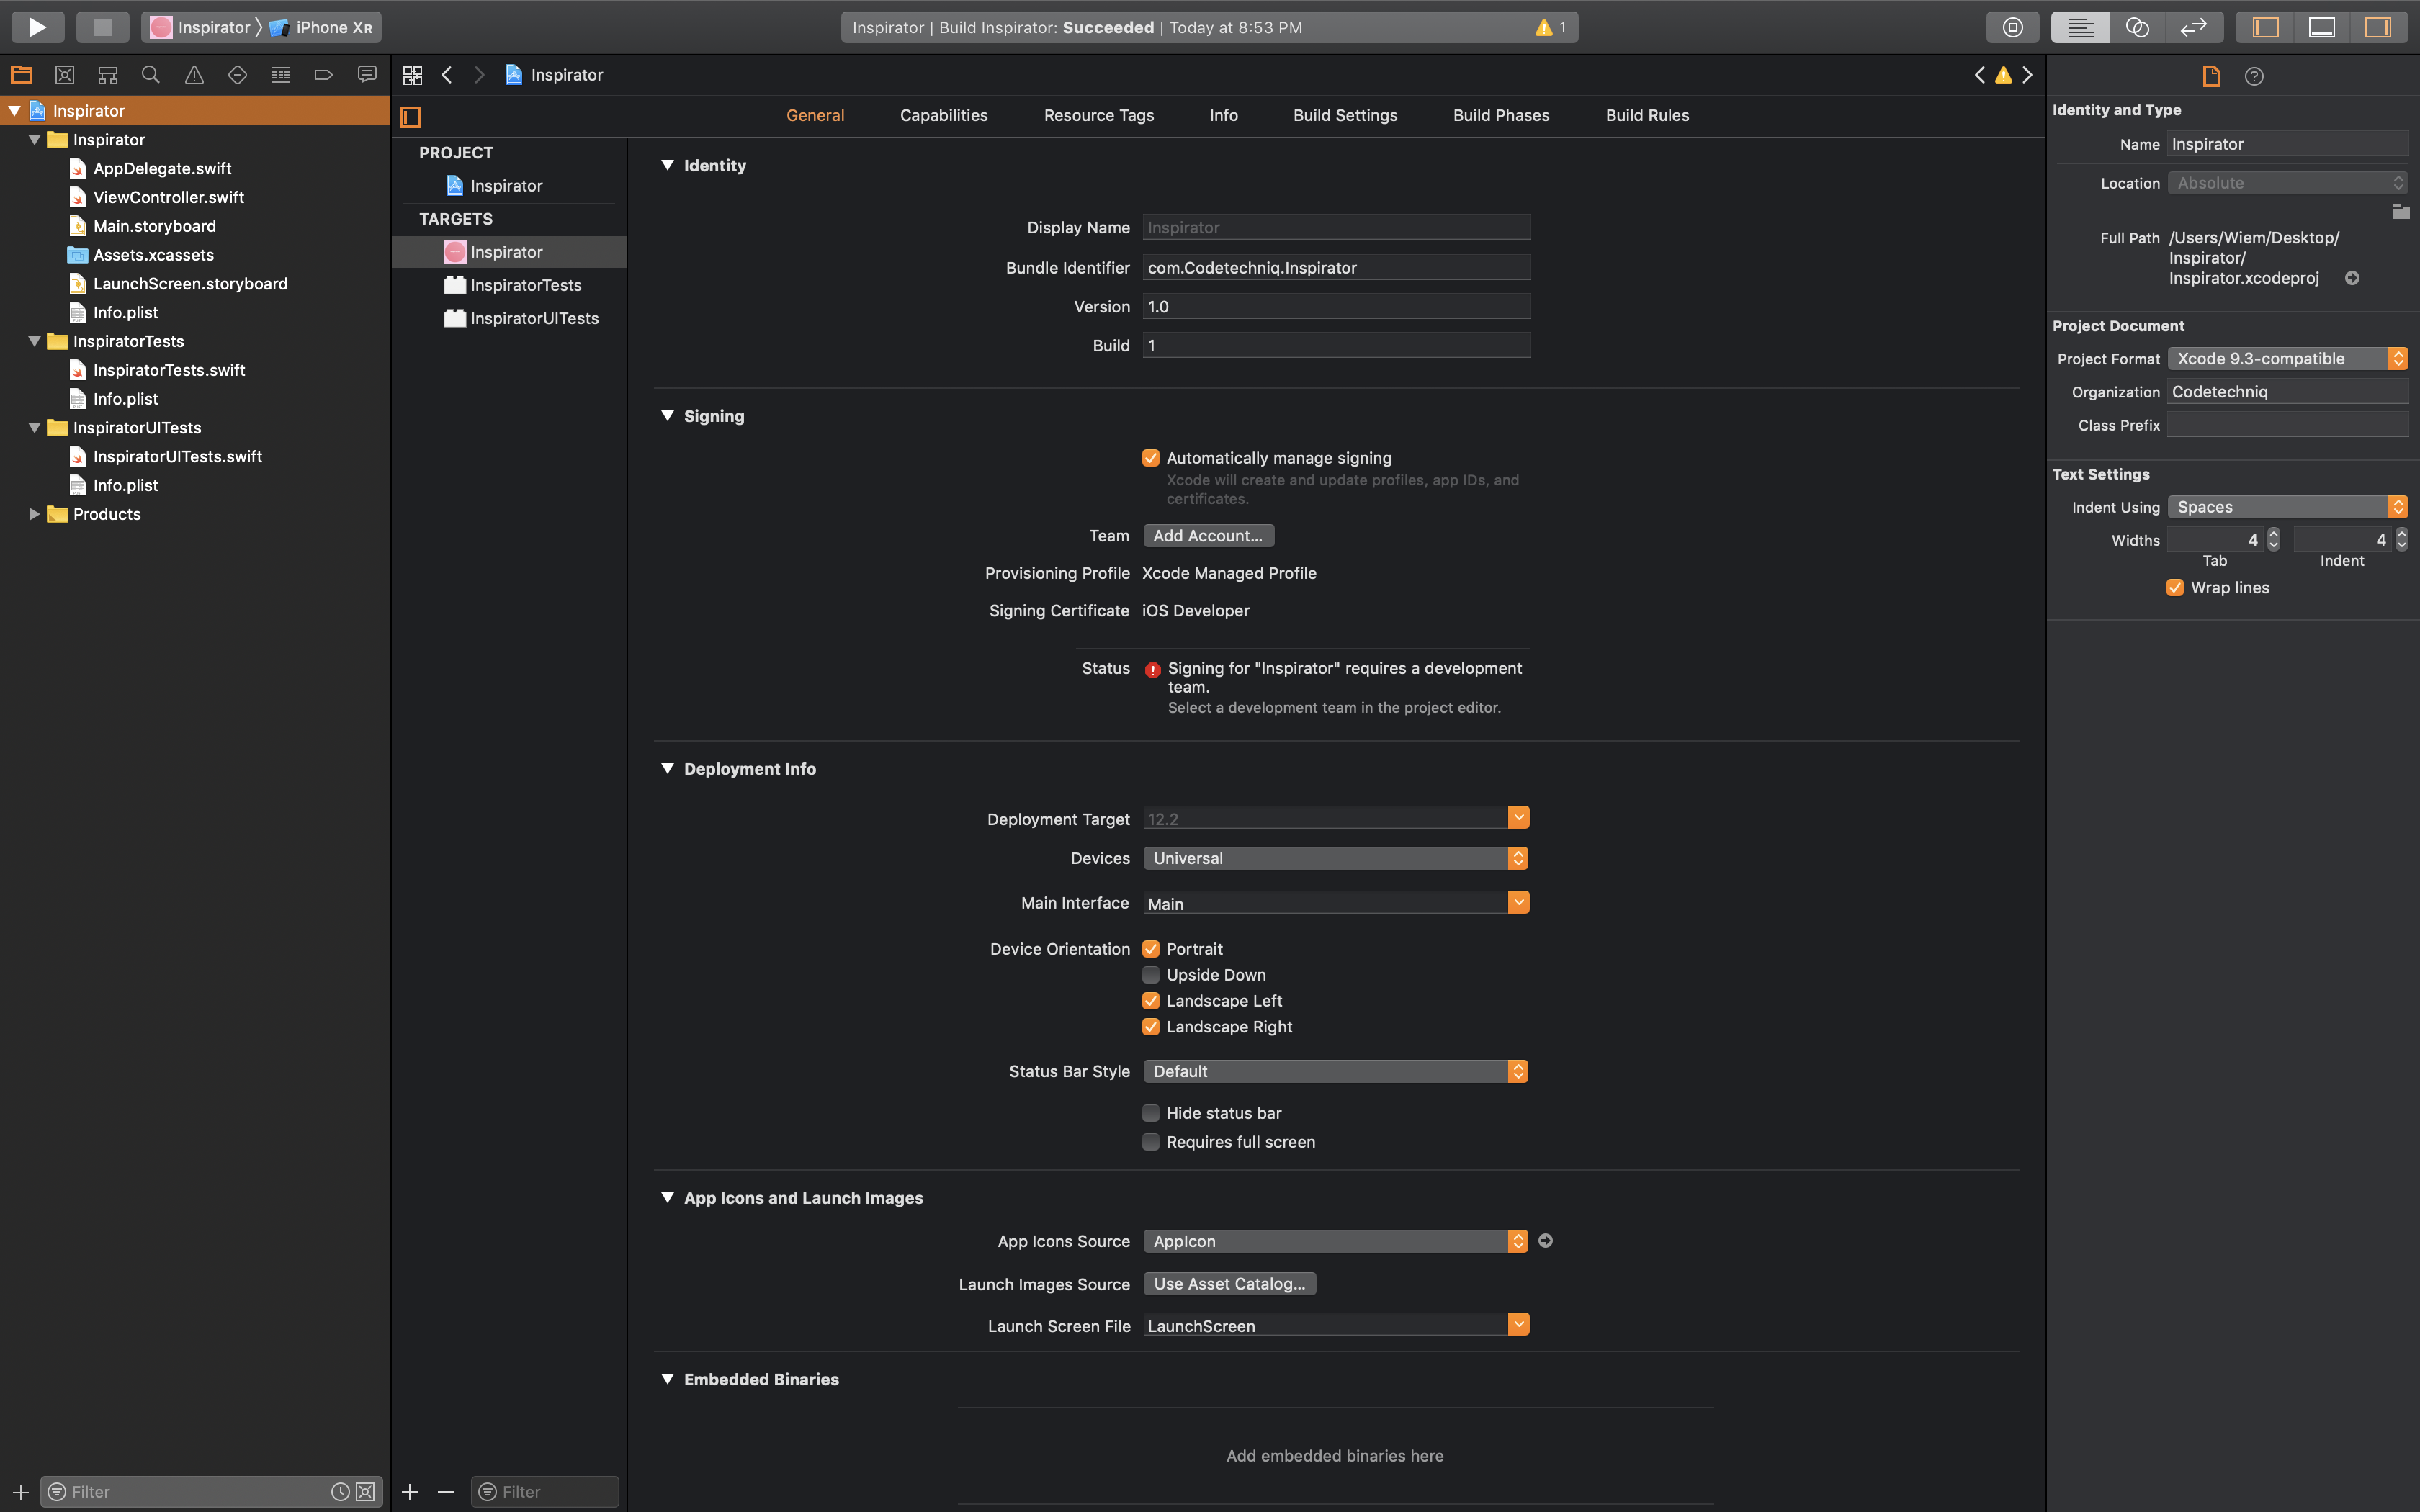 Inspirator 〉 iPhone XR
Inspirator | Build Inspirator: Succeeded | Today at 8:53 PM
1
Inspirator
Inspirator
AppDelegate.swift
ViewController.swift
Main.storyboard
Assets.xcassets
LaunchScreen.storyboard
Info.plist
InspiratorTests
InspiratorTests.swift
Info.plist
InspiratorUITests
InspiratorUITests.swift
Info.plist
Products
Filter
Inspirator
General Capabilities Resource Tags Info Build Settings Build Phases Build Rules
PROJECT
Inspirator
TARGETS
Inspirator
InspiratorTests
InspiratorUITests
Filter
Identity
Display Name Inspirator
Bundle Identifier com.Codetechniq.Inspirator
Version 1.0
Build 1
Signing
Automatically manage signing
Xcode will create and update profiles, app IDs, and
certificates.
Team Add Account...
Provisioning Profile Xcode Managed Profile
Signing Certificate iOS Developer
Status Signing for "Inspirator" requires a development
team.
Select a development team in the project editor.
Deployment Info
Deployment Target 12.2
Devices Universal
Main Interface Main
Device Orientation Portrait
Upside Down
Landscape Left
Landscape Right
Status Bar Style Default
Hide status bar
Requires full screen
App Icons and Launch Images
App Icons Source AppIcon
Launch Images Source Use Asset Catalog...
Launch Screen File LaunchScreen
Embedded Binaries
Add embedded binaries here
Identity and Type
Name Inspirator
Location Absolute
Full Path /Users/Wiem/Desktop/
Inspirator/
Inspirator.xcodeproj
Project Document
Project Format Xcode 9.3-compatible
Organization Codetechniq
Class Prefix
Text Settings
Indent Using Spaces
Widths 4 4
Tab Indent
Wrap lines